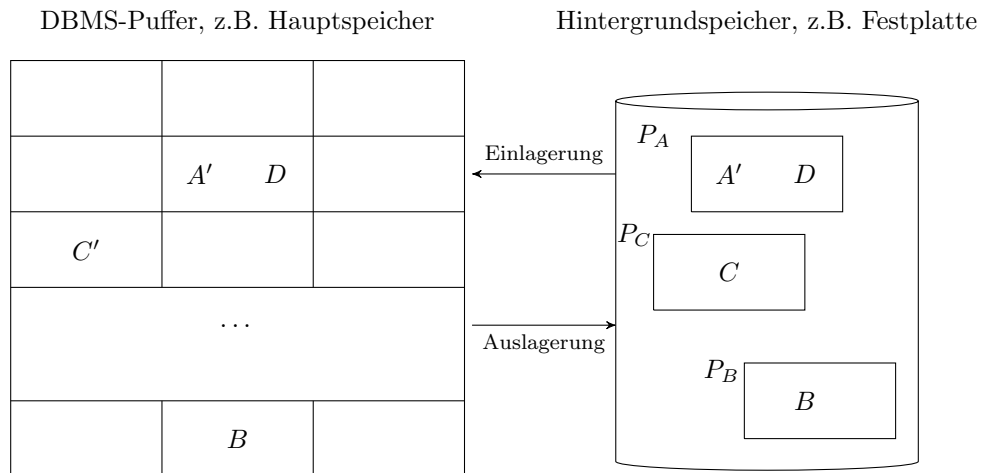 DBMS-Puffer, z.B. Hauptspeicher
Hintergrundspeicher, z.B. Festplatte
A′ D
C′
...
B
Einlagerung
Auslagerung
P_A
A′ D
P_C
C
P_B
B